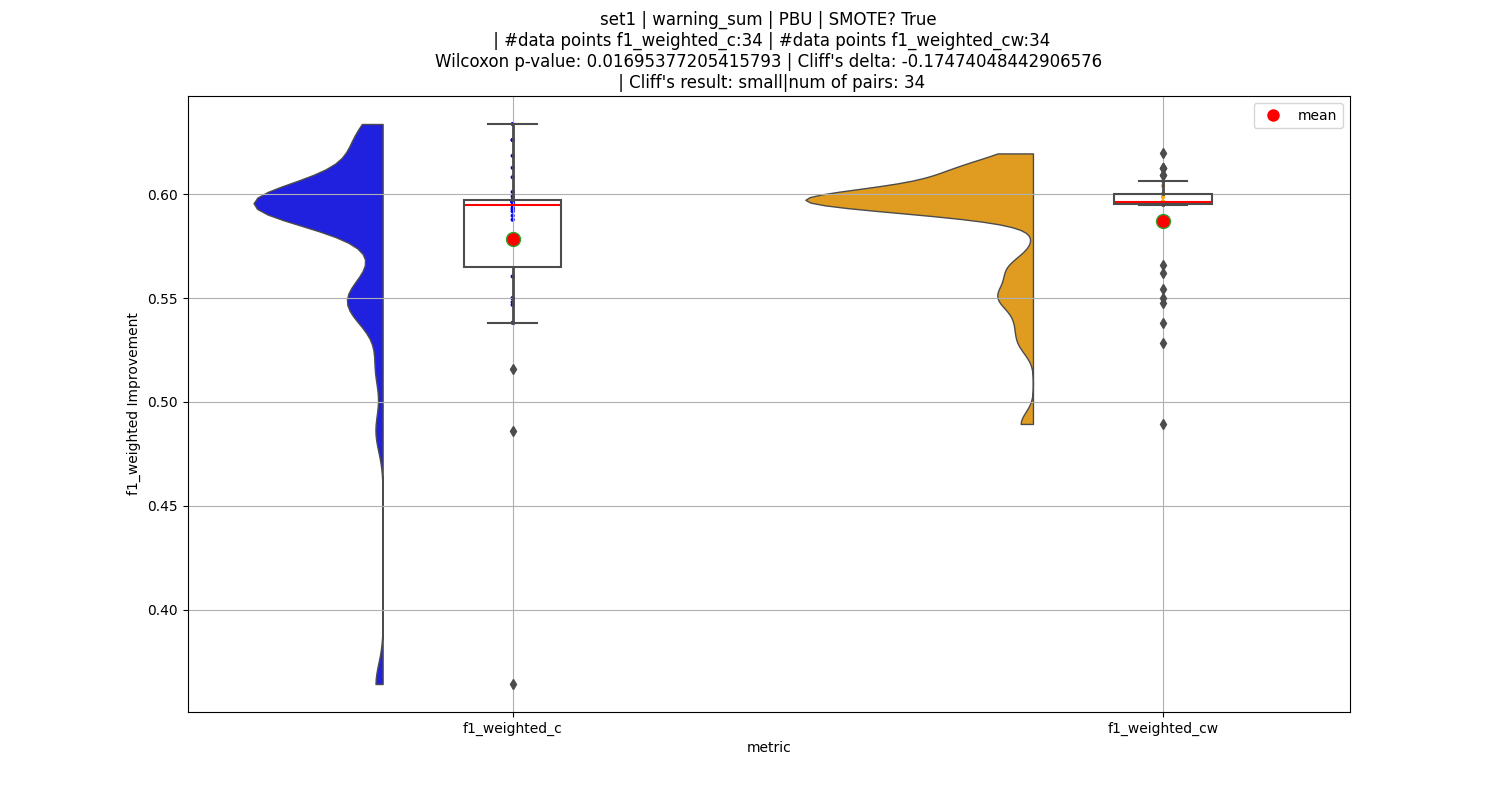 set1 | warning_sum | PBU | SMOTE? True
| #data points f1_weighted_c:34 | #data points f1_weighted_cw:34
Wilcoxon p-value: 0.01695377205415793 | Cliff's delta: -0.17474048442906576
| Cliff's result: small|num of pairs: 34
mean
0.60
0.55
0.50
0.45
0.40
f1_weighted Improvement
f1_weighted_c
f1_weighted_cw
metric